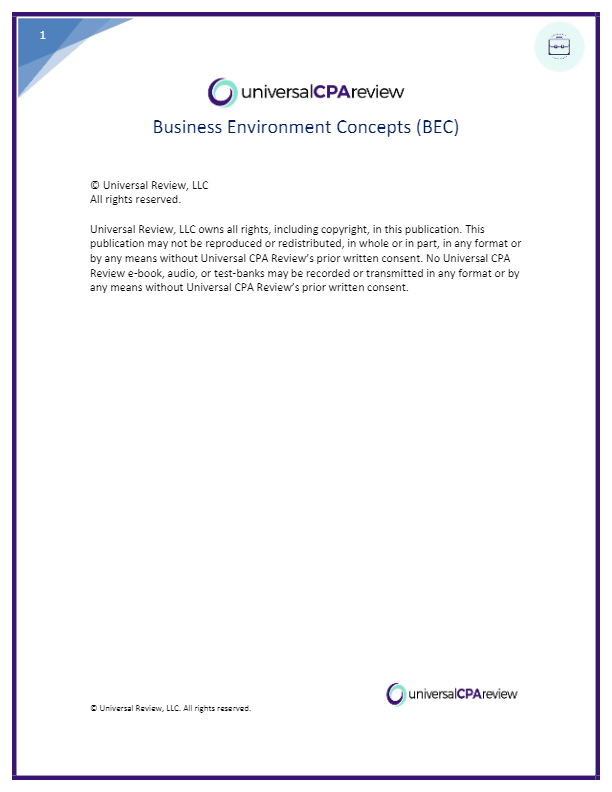 1
universalCPAreview
Business Environment Concepts (BEC)
© Universal Review, LLC
All rights reserved.
Universal Review, LLC owns all rights, including copyright, in this publication. This
publication may not be reproduced or redistributed, in whole or in part, in any format or
by any means without Universal CPA Review’s prior written consent. No Universal CPA
Review e-book, audio, or test-banks may be recorded or transmitted in any format or by
any means without Universal CPA Review’s prior written consent.
universalCPAreview
© Universal Review, LLC. All rights reserved.